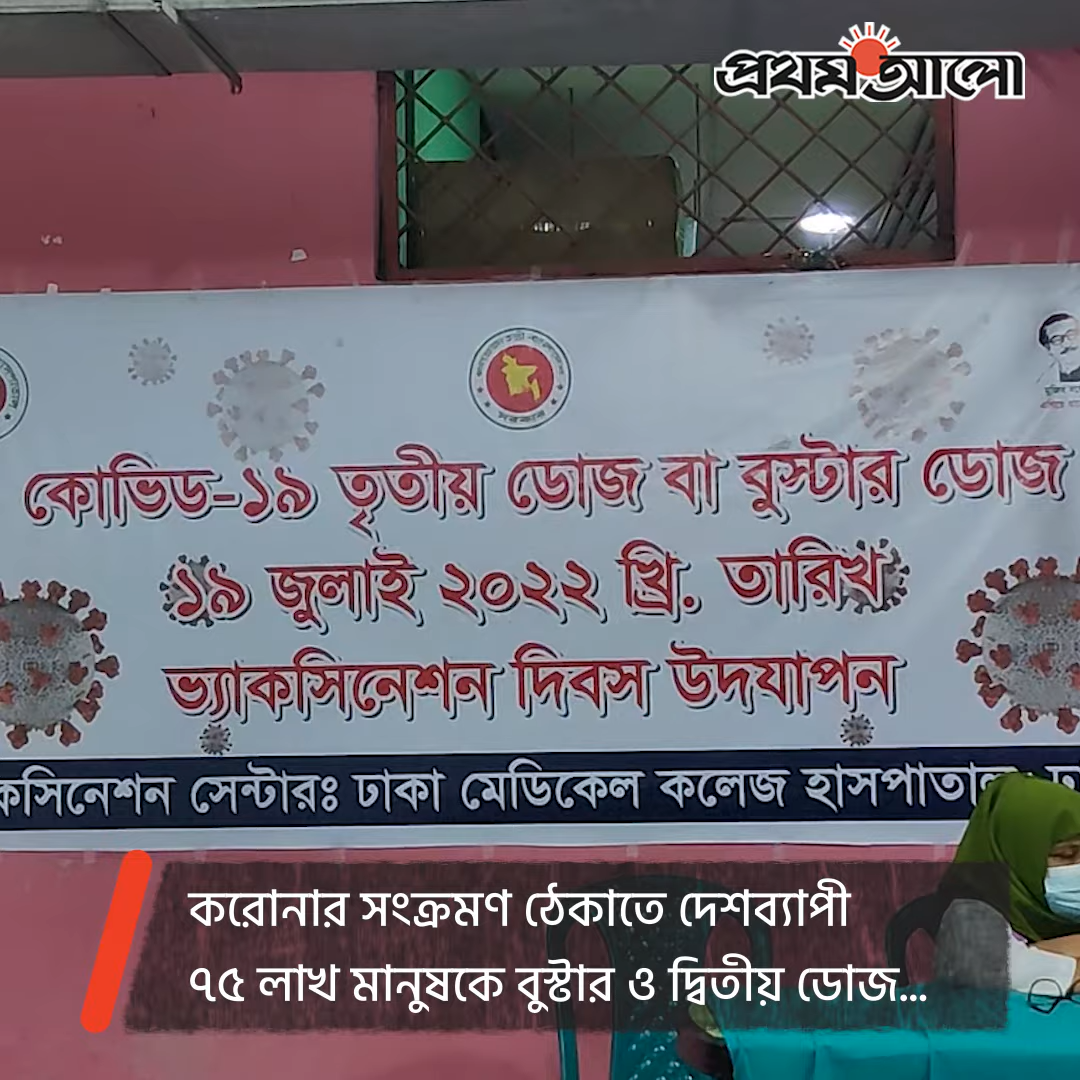 প্রথম আলো
কোভিড-১৯ তৃতীয় ডোজ বা বুস্টার ডোজ
১৯ জুলাই ২০২২ খ্রি. তারিখ
ভ্যাকসিনেশন দিবস উদযাপন
কসিনেশন সেন্টারঃ ঢাকা মেডিকেল কলেজ হাসপাতাল
করোনার সংক্রমণ ঠেকাতে দেশব্যাপী
৭৫ লাখ মানুষকে বুস্টার ও দ্বিতীয় ডোজ...